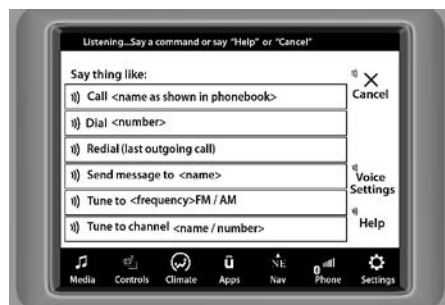 Listening...Say a command or say "Help" or "Cancel"
Say thing like:
Call <name as shown in phonebook>
Dial <number>
Redial (last outgoing call)
Send message to <name>
Tune to <frequency>FM / AM
Tune to channel <name / number>
Cancel
Voice
Settings
Help
NE
Media Controls Climate Apps Nav Phone Settings